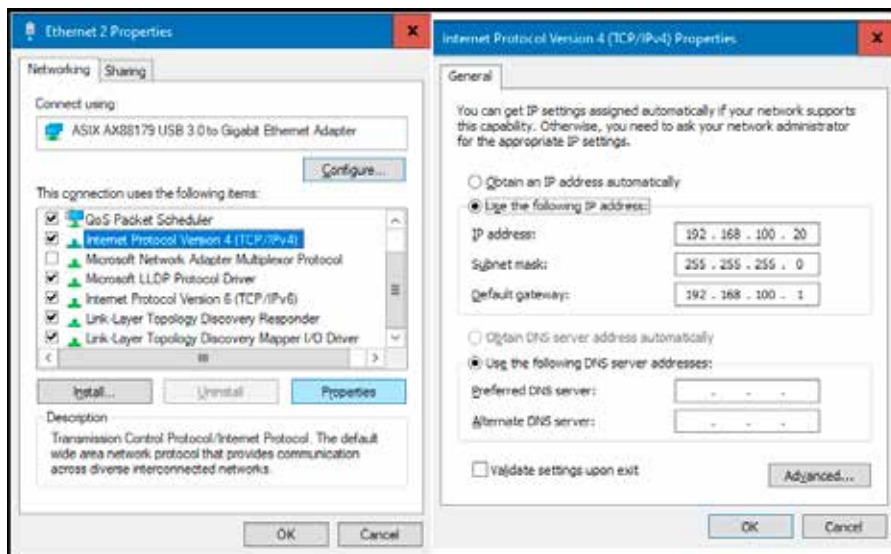 Ethernet 2 Properties
Networking
Sharing
Connect using:
ASIX AX88179 USB 3.0 to Gigabit Ethernet Adapter
Configure...
This connection uses the following items:
QoS Packet Scheduler
Internet Protocol Version 4 (TCP/IPv4)
Microsoft Network Adapter Multiplexor Protocol
Microsoft LLDP Protocol Driver
Internet Protocol Version 6 (TCP/IPv6)
Link-Layer Topology Discovery Responder
Link-Layer Topology Discovery Mapper I/O Driver
Install...
Uninstall
Properties
Description
Transmission Control Protocol/Internet Protocol. The default
wide area network protocol that provides communication
across diverse interconnected networks.
OK
Cancel
Internet Protocol Version 4 (TCP/IPv4) Properties
General
You can get IP settings assigned automatically if your network supports
this capability. Otherwise, you need to ask your network administrator
for the appropriate IP settings.
Obtain an IP address automatically
Use the following IP address:
IP address: 192 . 168 . 100 . 20
Subnet mask: 255 . 255 . 255 . 0
Default gateway: 192 . 168 . 100 . 1
Obtain DNS server address automatically
Use the following DNS server addresses:
Preferred DNS server: . . .
Alternate DNS server: . . .
Validate settings upon exit
Advanced...
OK
Cancel